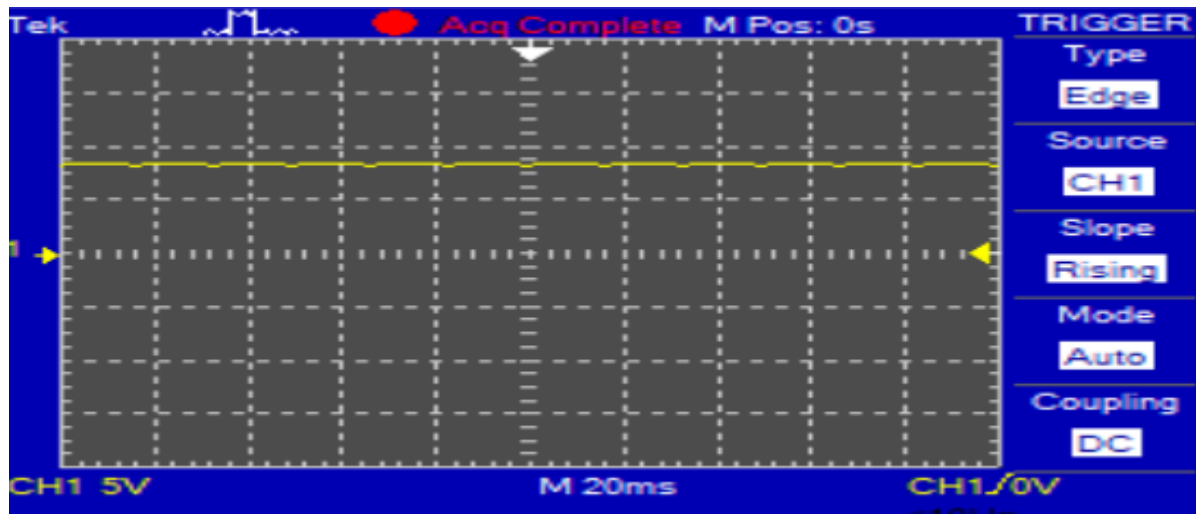 Tek Acq Complete M Pos: 0s TRIGGER
Type
Edge
Source
CH1
Slope
Rising
Mode
Auto
Coupling
DC
CH1 5V M 20ms CH1/0V